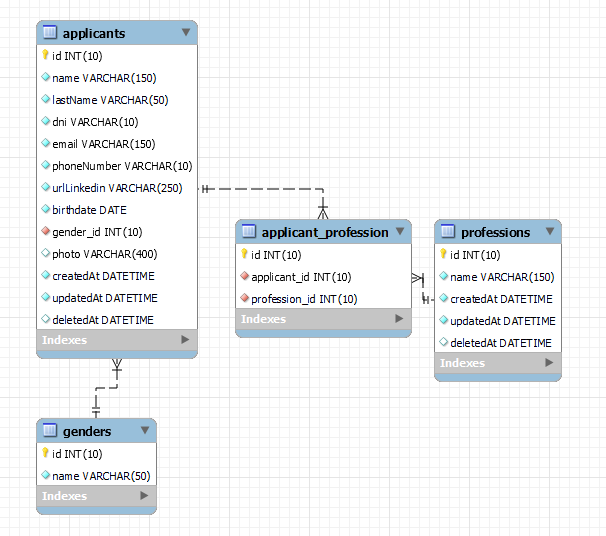 applicants
id INT(10)
name VARCHAR(150)
lastName VARCHAR(50)
dni VARCHAR(10)
email VARCHAR(150)
phoneNumber VARCHAR(10)
urlLinkedin VARCHAR(250)
birthdate DATE
gender_id INT(10)
photo VARCHAR(400)
createdAt DATETIME
updatedAt DATETIME
deletedAt DATETIME
Indexes
applicant_profession
id INT(10)
applicant_id INT(10)
profession_id INT(10)
Indexes
professions
id INT(10)
name VARCHAR(150)
createdAt DATETIME
updatedAt DATETIME
deletedAt DATETIME
Indexes
genders
id INT(10)
name VARCHAR(50)
Indexes